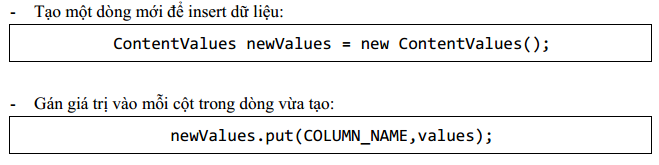 - Tạo một dòng mới để insert dữ liệu:
ContentValues newValues = new ContentValues();
- Gán giá trị vào mỗi cột trong dòng vừa tạo:
newValues.put(COLUMN_NAME,values);